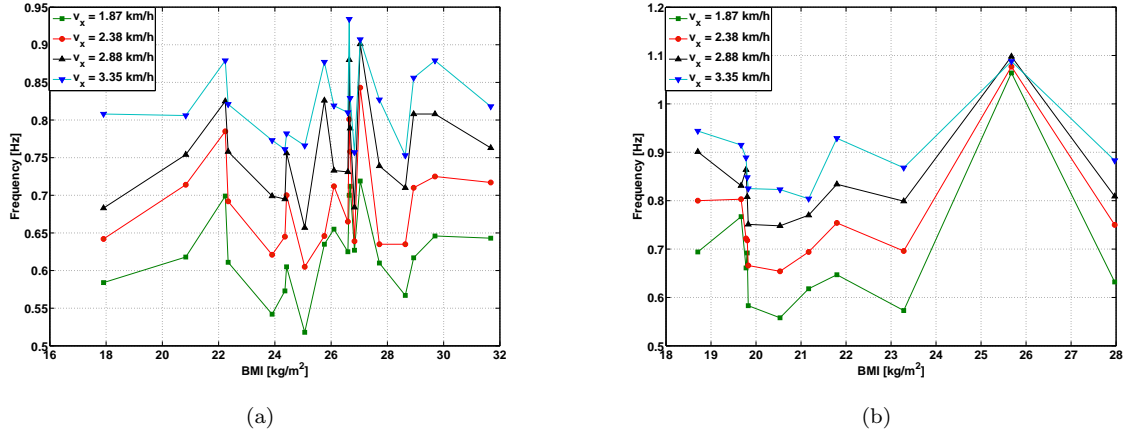 0.95
0.9
0.85
0.8
0.75
0.7
0.65
0.6
0.55
0.5
Frequency [Hz]
v_x = 1.87 km/h
v_x = 2.38 km/h
v_x = 2.88 km/h
v_x = 3.35 km/h
16 18 20 22 24 26 28 30 32
BMI [kg/m²]
(a)
1.2
1.1
1
0.9
0.8
0.7
0.6
0.5
Frequency [Hz]
v_x = 1.87 km/h
v_x = 2.38 km/h
v_x = 2.88 km/h
v_x = 3.35 km/h
18 19 20 21 22 23 24 25 26 27 28
BMI [kg/m²]
(b)